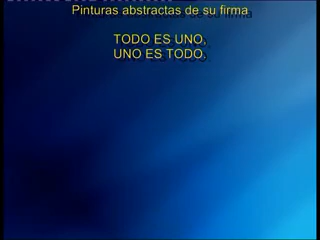 Pinturas abstractas de su firma
TODO ES UNO,
UNO ES TODO.